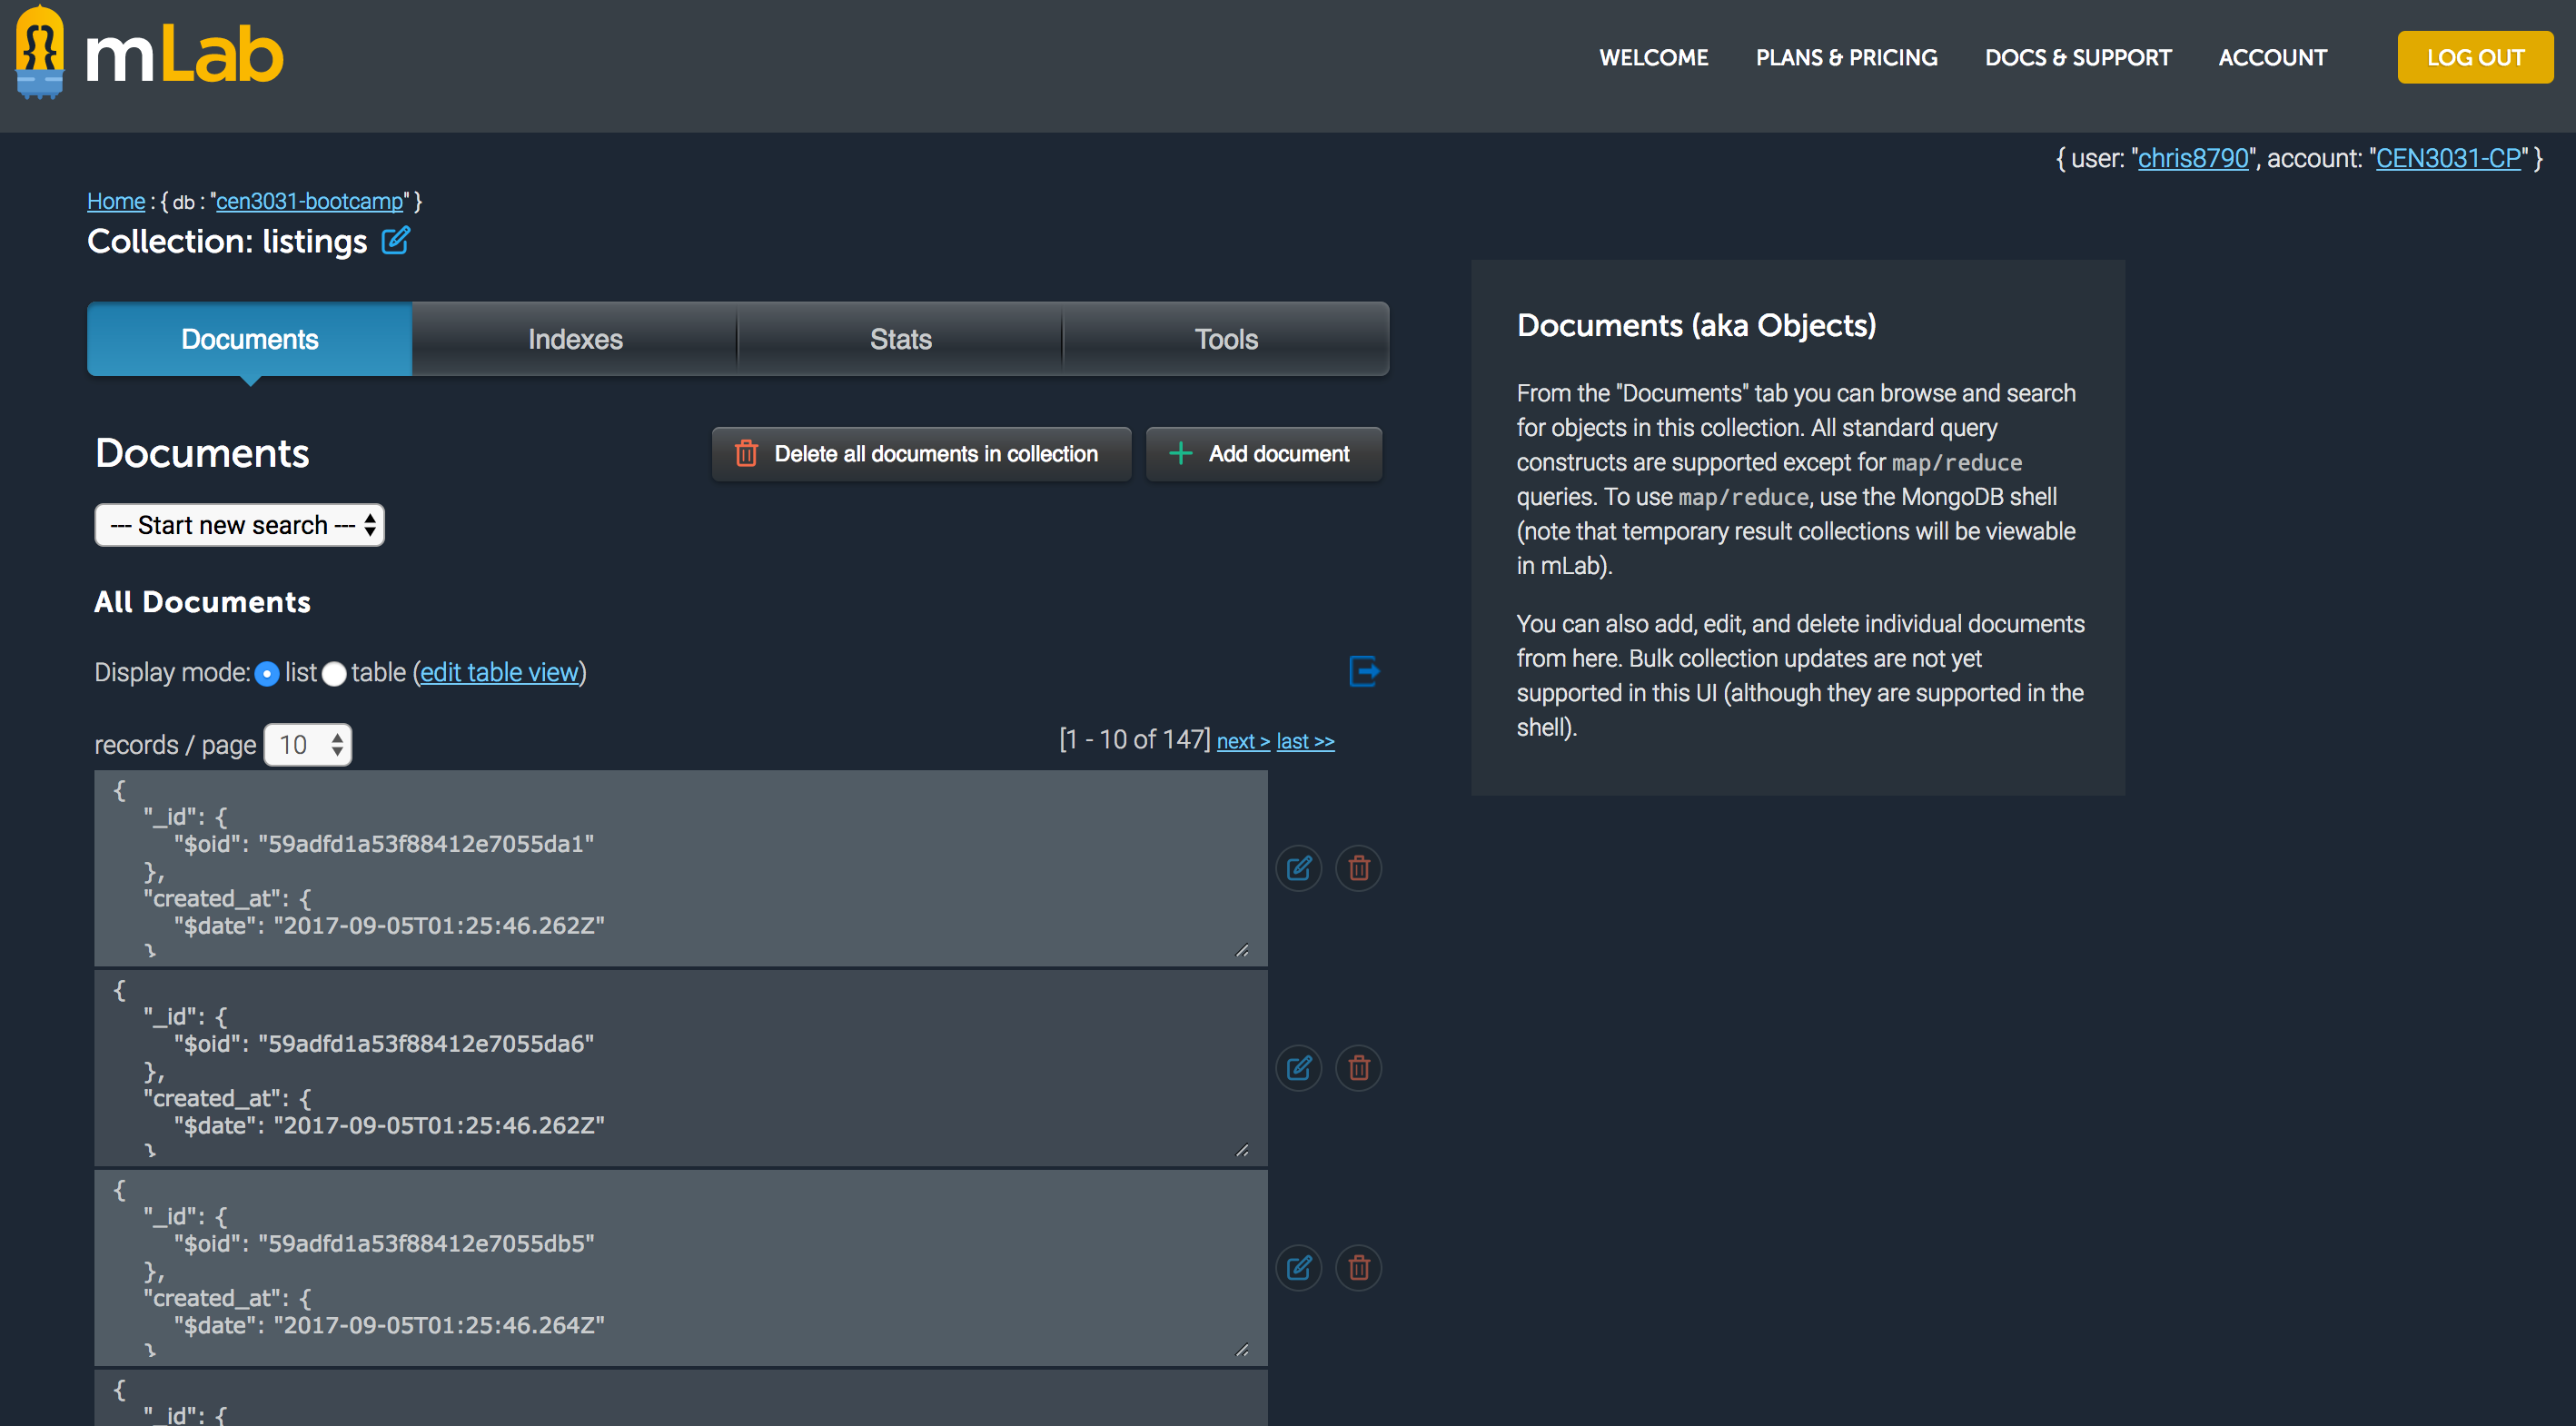 mLab
WELCOME
PLANS & PRICING
DOCS & SUPPORT
ACCOUNT
LOG OUT
{ user: "chris8790", account: "CEN3031-CP" }
Home : { db : "cen3031-bootcamp" }
Collection: listings
Documents
Indexes
Stats
Tools
Documents
Delete all documents in collection
Add document
--- Start new search ---
All Documents
Display mode: list table (edit table view)
records / page 10
[1 - 10 of 147] next > last >>
{
"_id": {
"$oid": "59adfd1a53f88412e7055da1"
},
"created_at": {
"$date": "2017-09-05T01:25:46.262Z"
}
{
"_id": {
"$oid": "59adfd1a53f88412e7055da6"
},
"created_at": {
"$date": "2017-09-05T01:25:46.262Z"
}
{
"_id": {
"$oid": "59adfd1a53f88412e7055db5"
},
"created_at": {
"$date": "2017-09-05T01:25:46.264Z"
}
{
"_id": {
Documents (aka Objects)
From the "Documents" tab you can browse and search
for objects in this collection. All standard query
constructs are supported except for map/reduce
queries. To use map/reduce, use the MongoDB shell
(note that temporary result collections will be viewable
in mLab).
You can also add, edit, and delete individual documents
from here. Bulk collection updates are not yet
supported in this UI (although they are supported in the
shell).